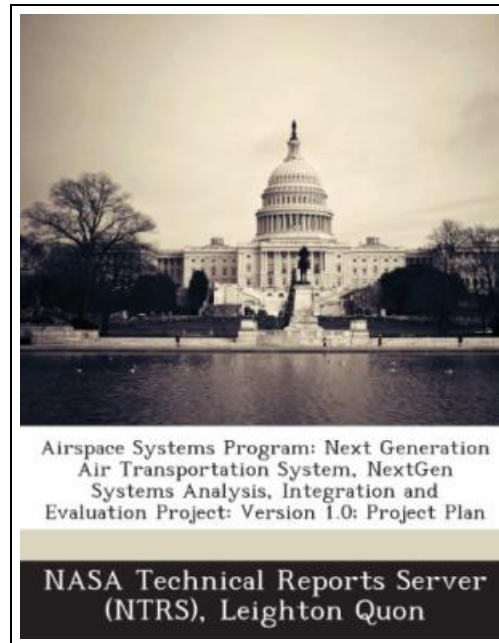 Airspace Systems Program: Next Generation
Air Transportation System, NextGen
Systems Analysis, Integration and
Evaluation Project: Version 1.0; Project Plan
NASA Technical Reports Server
(NTRS), Leighton Quon